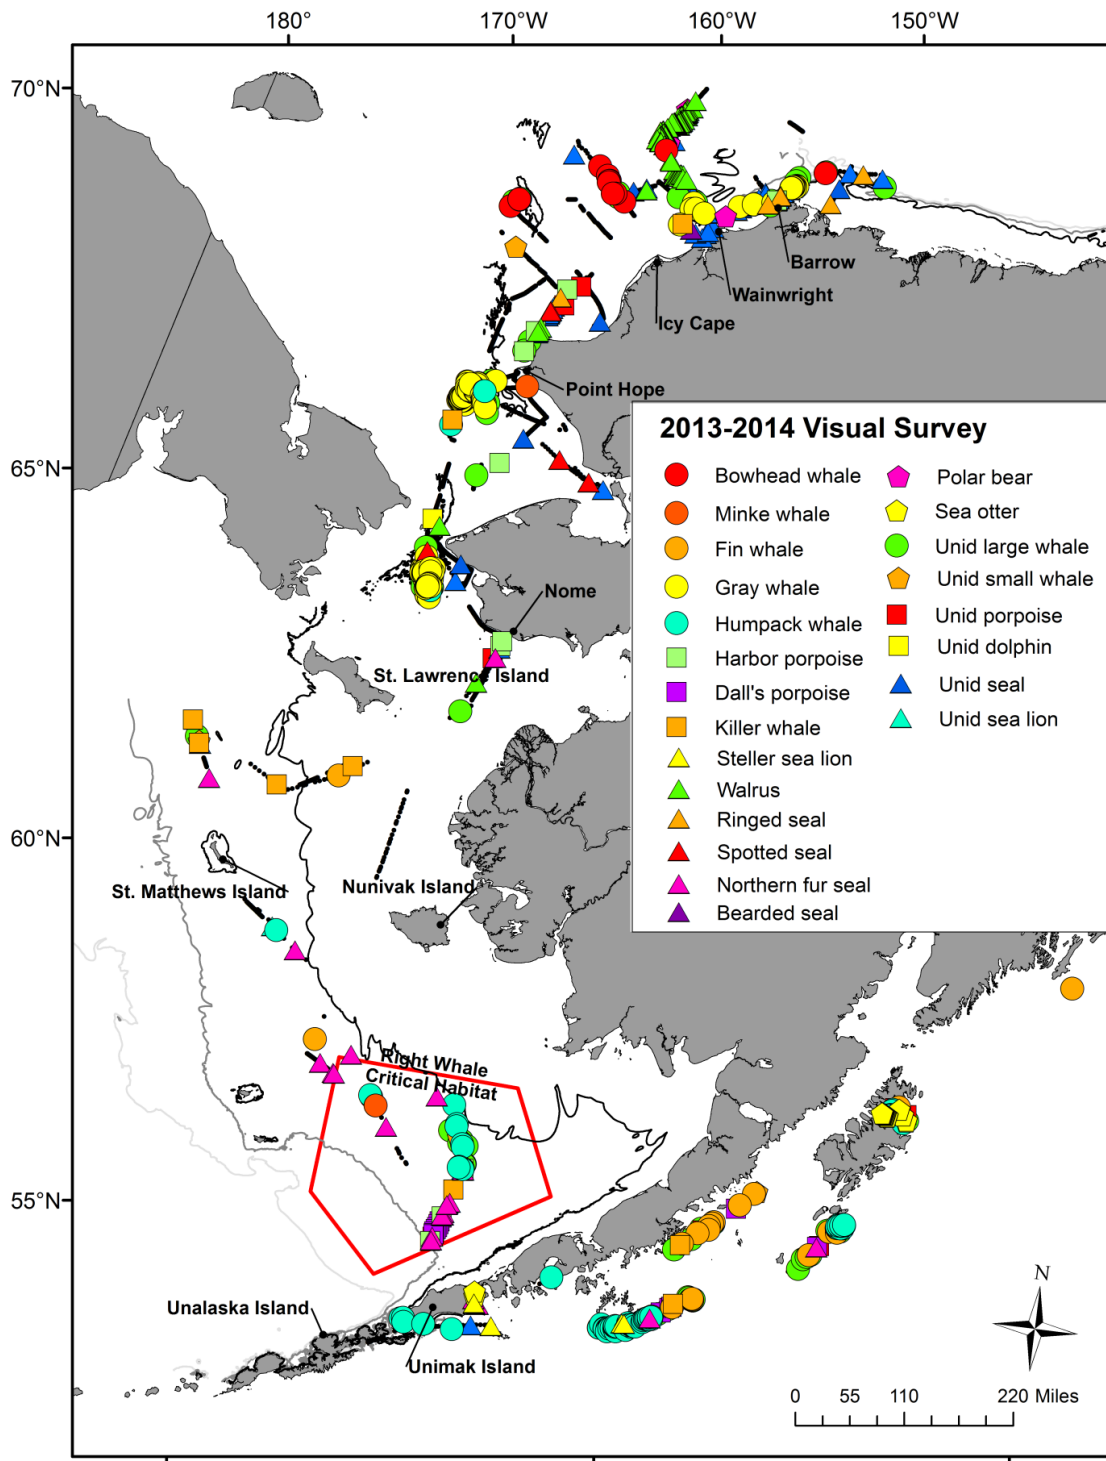 180°
170°W
160°W
150°W
70°N
65°N
60°N
55°N
Barrow
Wainwright
Icy Cape
Point Hope
Nome
St. Lawrence Island
St. Matthews Island
Nunivak Island
Right Whale
Critical Habitat
Unalaska Island
Unimak Island
2013-2014 Visual Survey
Bowhead whale
Minke whale
Fin whale
Gray whale
Humpack whale
Harbor porpoise
Dall's porpoise
Killer whale
Steller sea lion
Walrus
Ringed seal
Spotted seal
Northern fur seal
Bearded seal
Polar bear
Sea otter
Unid large whale
Unid small whale
Unid porpoise
Unid dolphin
Unid seal
Unid sea lion
N
0 55 110 220 Miles